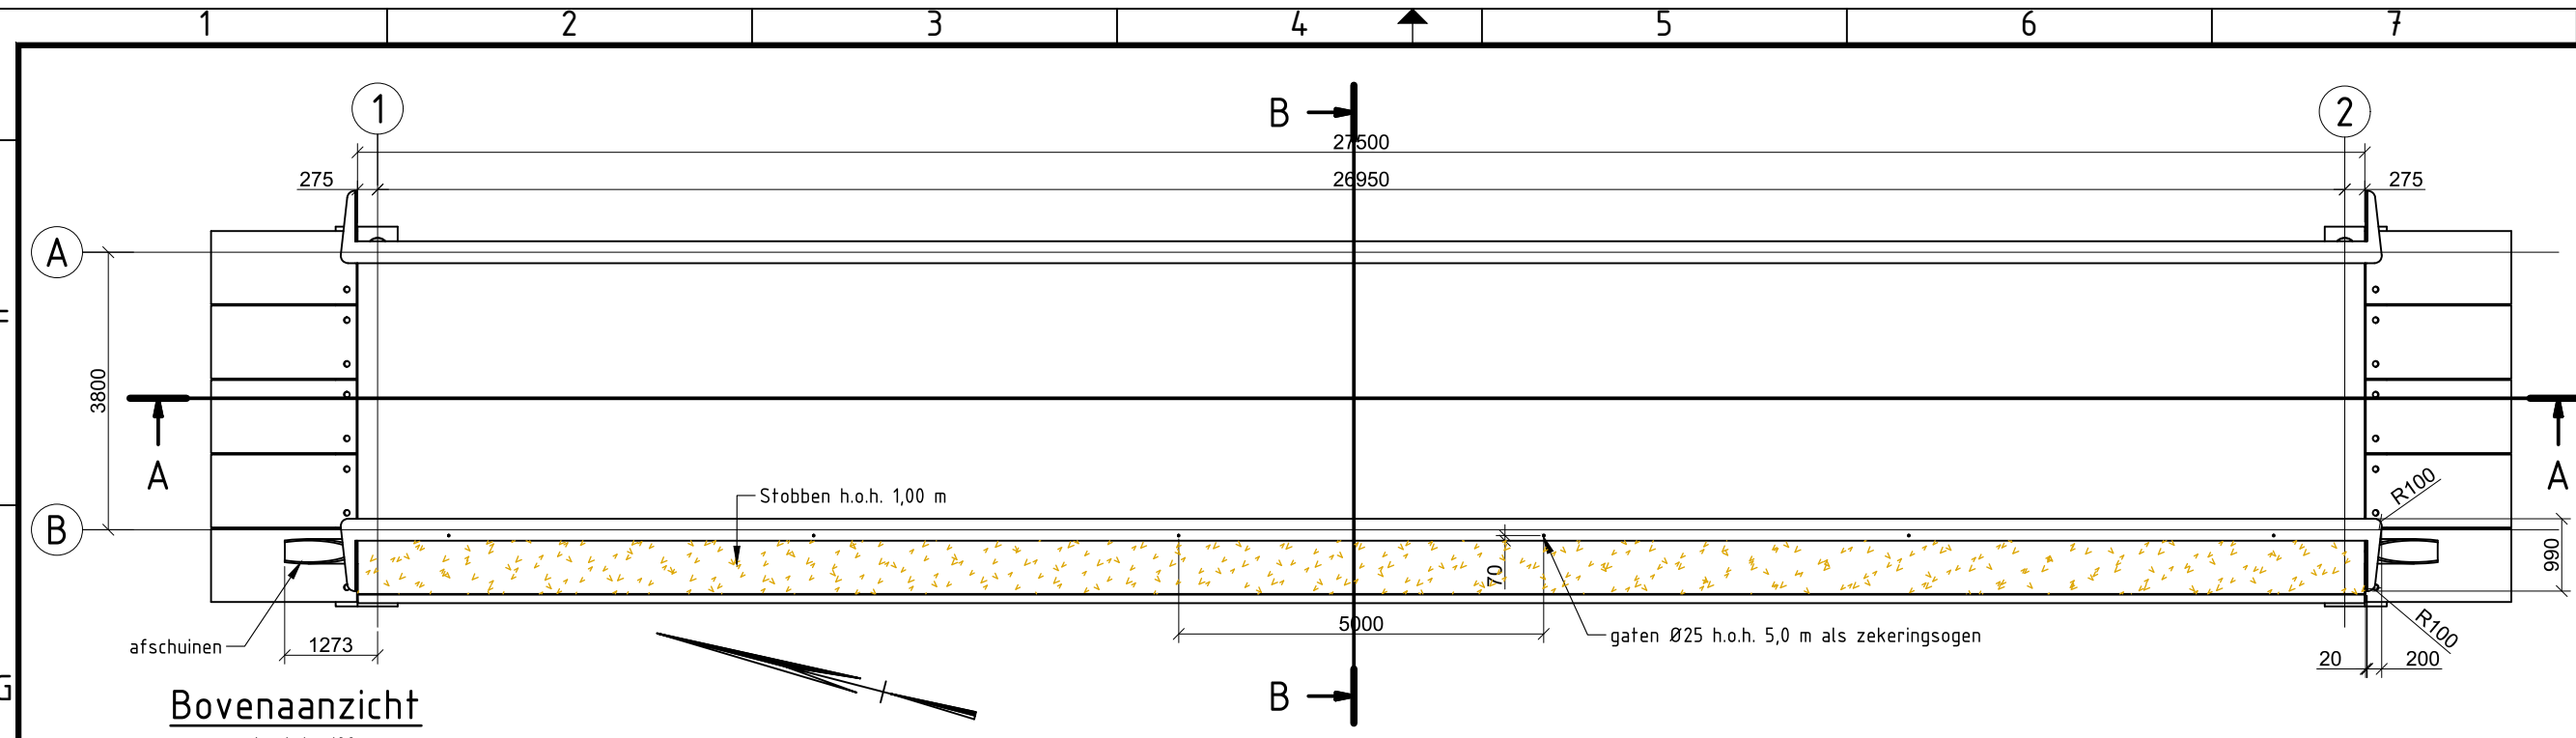 1 2 3 4 5 6 7
1 B 2
27500
275 26950 275
A
3800
A A
Stobben h.o.h. 1,00 m
R100
B
990
70
afschuinen 1273 5000 gaten Ø25 h.o.h. 5,0 m als zekeringsogen R100
20 200
G
Bovenaanzicht B